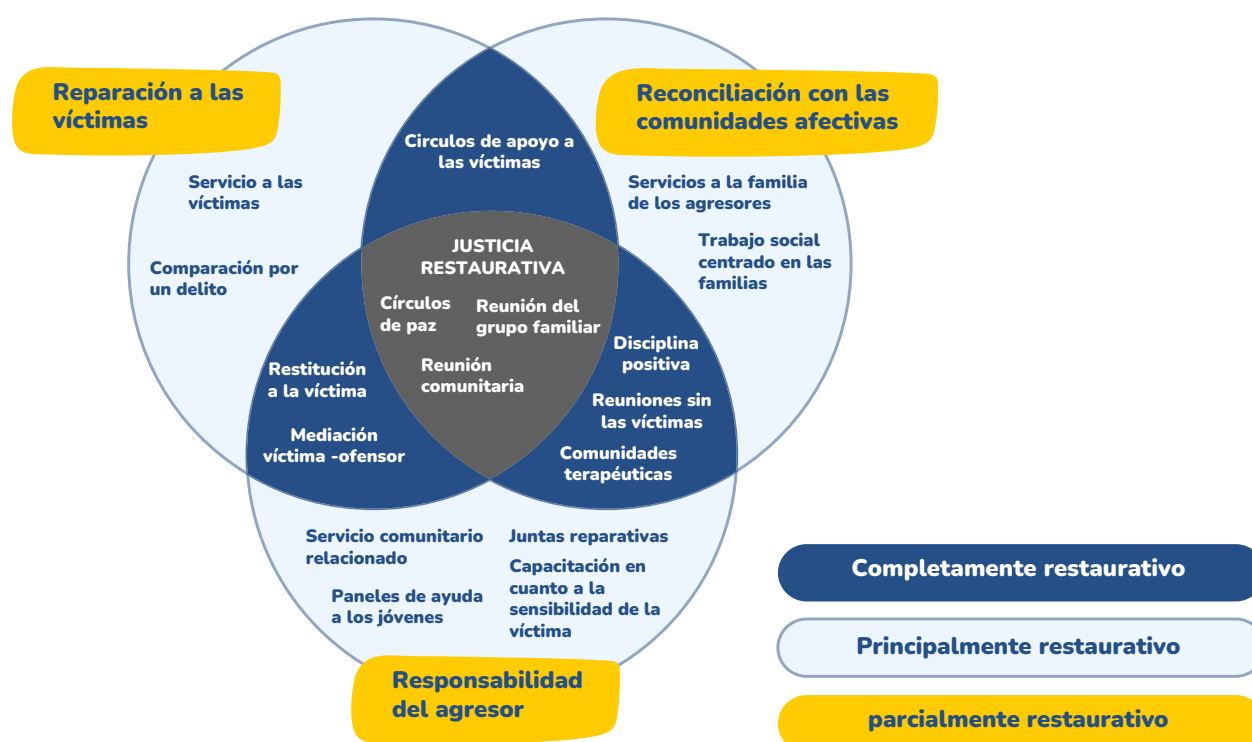 Reparación a las
víctimas
Reconciliación con las
comunidades afectivas
Circulos de apoyo a
las víctimas
Servicio a las
víctimas
Servicios a la familia
de los agresores
Comparación por
un delito
Trabajo social
centrado en las
familias
JUSTICIA
RESTAURATIVA
Círculos
de paz
Reunión del
grupo familiar
Reunión
comunitaria
Restitución
a la víctima
Mediación
víctima -ofensor
Disciplina
positiva
Reuniones sin
las víctimas
Comunidades
terapéuticas
Servicio comunitario
relacionado
Paneles de ayuda
a los jóvenes
Juntas reparativas
Capacitación en
cuanto a la
sensibilidad de la
víctima
Responsabilidad
del agresor
Completamente restaurativo
Principalmente restaurativo
parcialmente restaurativo